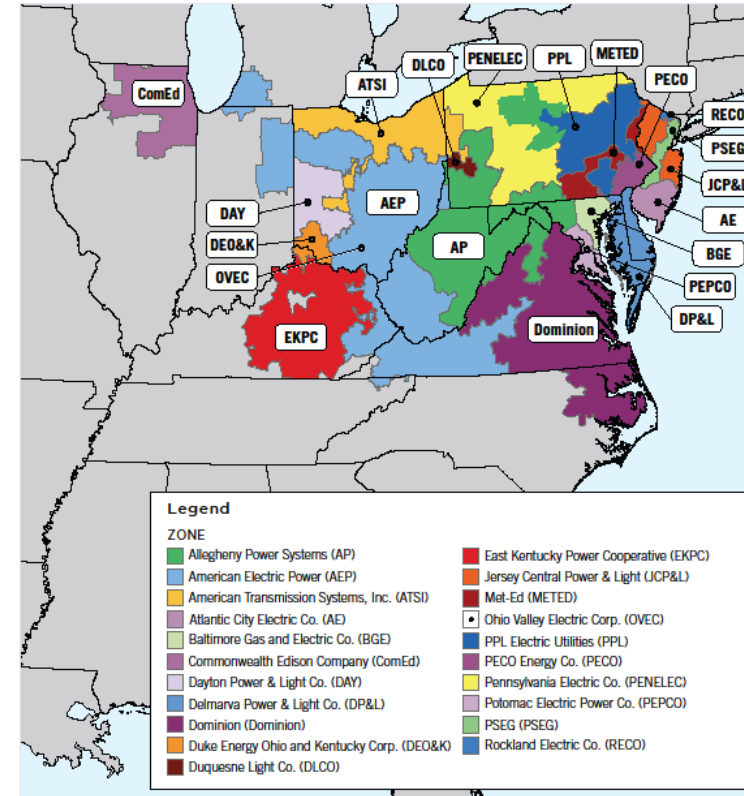 DLCO
PENELEC
PPL
METED
ATSI
PECO
ComEd
RECO
PSEG
JCP&L
DAY
AEP
AE
DEO&K
AP
BGE
OVEC
PEPCO
EKPC
Dominion
DP&L
Legend
ZONE
Allegheny Power Systems (AP)
American Electric Power (AEP)
American Transmission Systems, Inc. (ATSI)
Atlantic City Electric Co. (AE)
Baltimore Gas and Electric Co. (BGE)
Commonwealth Edison Company (ComEd)
Dayton Power & Light Co. (DAY)
Delmarva Power & Light Co. (DP&L)
Dominion (Dominion)
Duke Energy Ohio and Kentucky Corp. (DEO&K)
Duquesne Light Co. (DLCO)
East Kentucky Power Cooperative (EKPC)
Jersey Central Power & Light (JCP&L)
Met-Ed (METED)
Ohio Valley Electric Corp. (OVEC)
PPL Electric Utilities (PPL)
PECO Energy Co. (PECO)
Pennsylvania Electric Co. (PENELEC)
Potomac Electric Power Co. (PEPCO)
PSEG (PSEG)
Rockland Electric Co. (RECO)